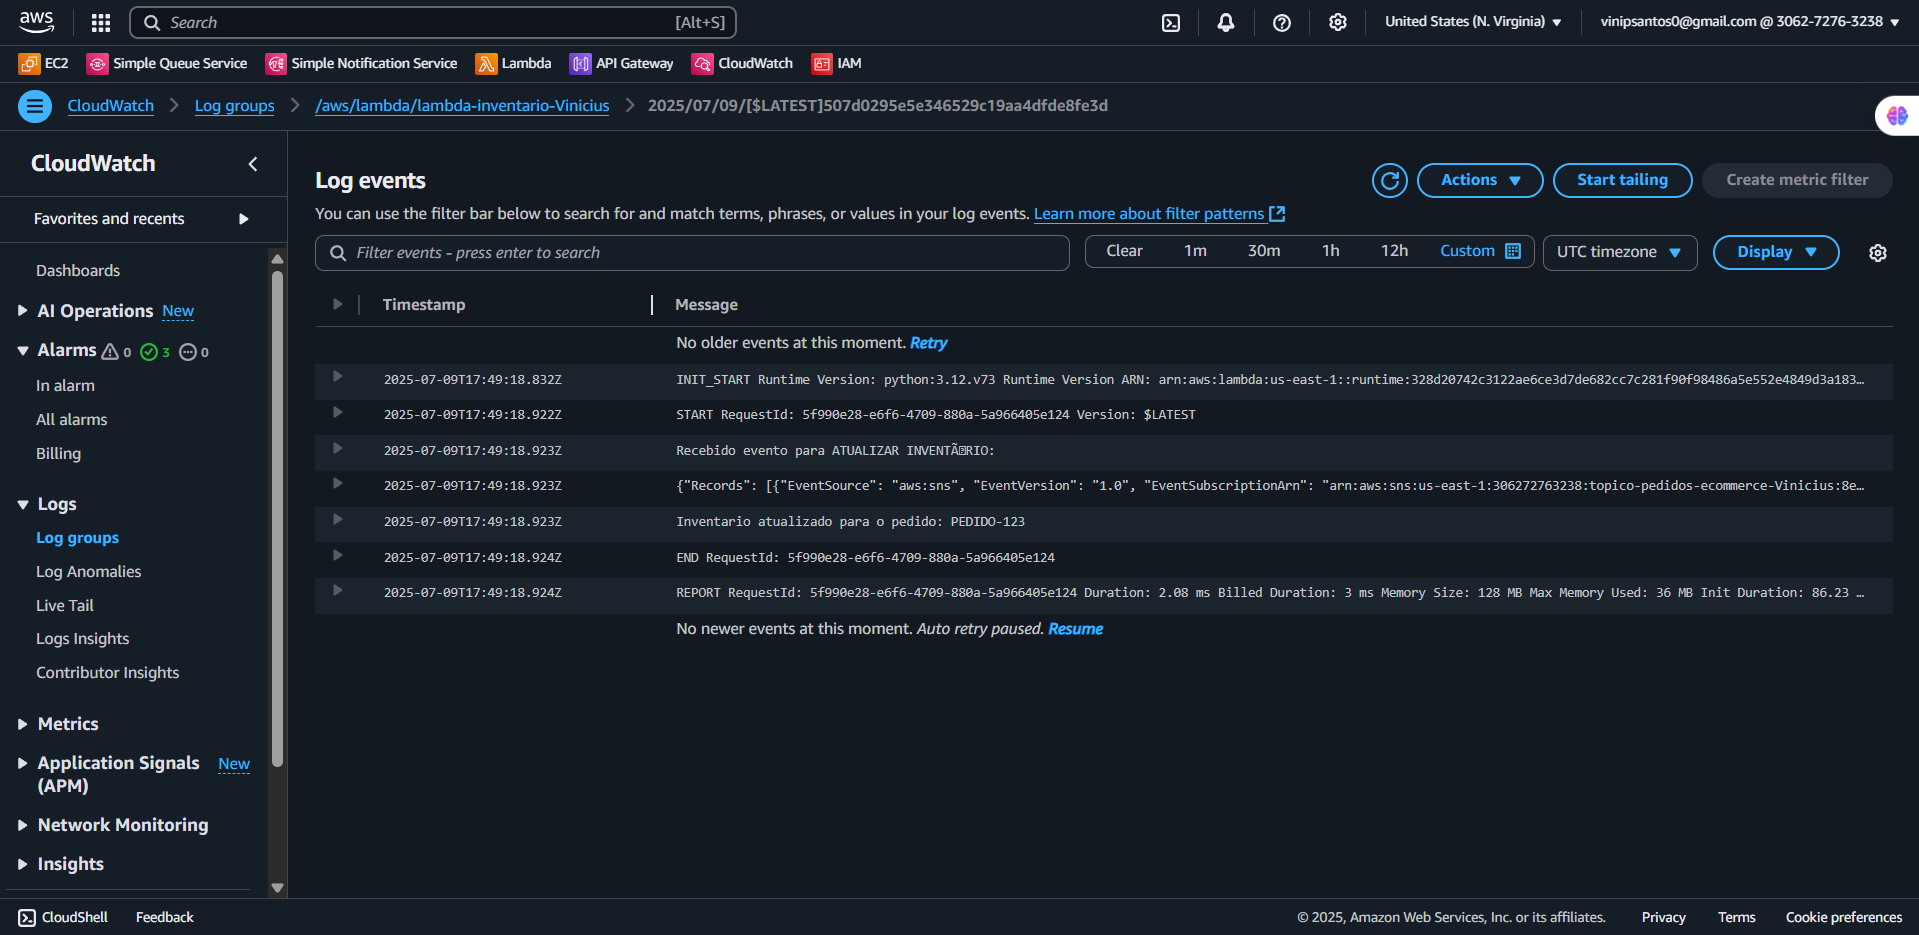 aws
Search [Alt+S]
United States (N. Virginia)
vinipsantos0@gmail.com @ 3062-7276-3238
EC2
Simple Queue Service
Simple Notification Service
Lambda
API Gateway
CloudWatch
IAM
CloudWatch
Log groups
/aws/lambda/lambda-inventario-Vinicius
2025/07/09/[$LATEST]507d0295e5e346529c19aa4dfde8fe3d
CloudWatch
Favorites and recents
Dashboards
AI Operations New
Alarms 0 3 0
In alarm
All alarms
Billing
Logs
Log groups
Log Anomalies
Live Tail
Logs Insights
Contributor Insights
Metrics
Application Signals New
(APM)
Network Monitoring
Insights
Log events
Actions
Start tailing
Create metric filter
You can use the filter bar below to search for and match terms, phrases, or values in your log events. Learn more about filter patterns
Filter events - press enter to search
Clear
1m
30m
1h
12h
Custom
UTC timezone
Display
Timestamp
Message
No older events at this moment. Retry
2025-07-09T17:49:18.832Z INIT_START Runtime Version: python:3.12.v73 Runtime Version ARN: arn:aws:lambda:us-east-1::runtime:328d20742c3122ae6ce3d7de682cc7c281f90f98486a5e552e4849d3a183…
2025-07-09T17:49:18.922Z START RequestId: 5f990e28-e6f6-4709-880a-5a966405e124 Version: $LATEST
2025-07-09T17:49:18.923Z Recebido evento para ATUALIZAR INVENTÃ�RIO:
2025-07-09T17:49:18.923Z {"Records": [{"EventSource": "aws:sns", "EventVersion": "1.0", "EventSubscriptionArn": "arn:aws:sns:us-east-1:306272763238:topico-pedidos-ecommerce-Vinicius:8e…
2025-07-09T17:49:18.923Z Inventario atualizado para o pedido: PEDIDO-123
2025-07-09T17:49:18.924Z END RequestId: 5f990e28-e6f6-4709-880a-5a966405e124
2025-07-09T17:49:18.924Z REPORT RequestId: 5f990e28-e6f6-4709-880a-5a966405e124 Duration: 2.08 ms Billed Duration: 3 ms Memory Size: 128 MB Max Memory Used: 36 MB Init Duration: 86.23 …
No newer events at this moment. Auto retry paused. Resume
CloudShell
Feedback
© 2025, Amazon Web Services, Inc. or its affiliates.
Privacy
Terms
Cookie preferences